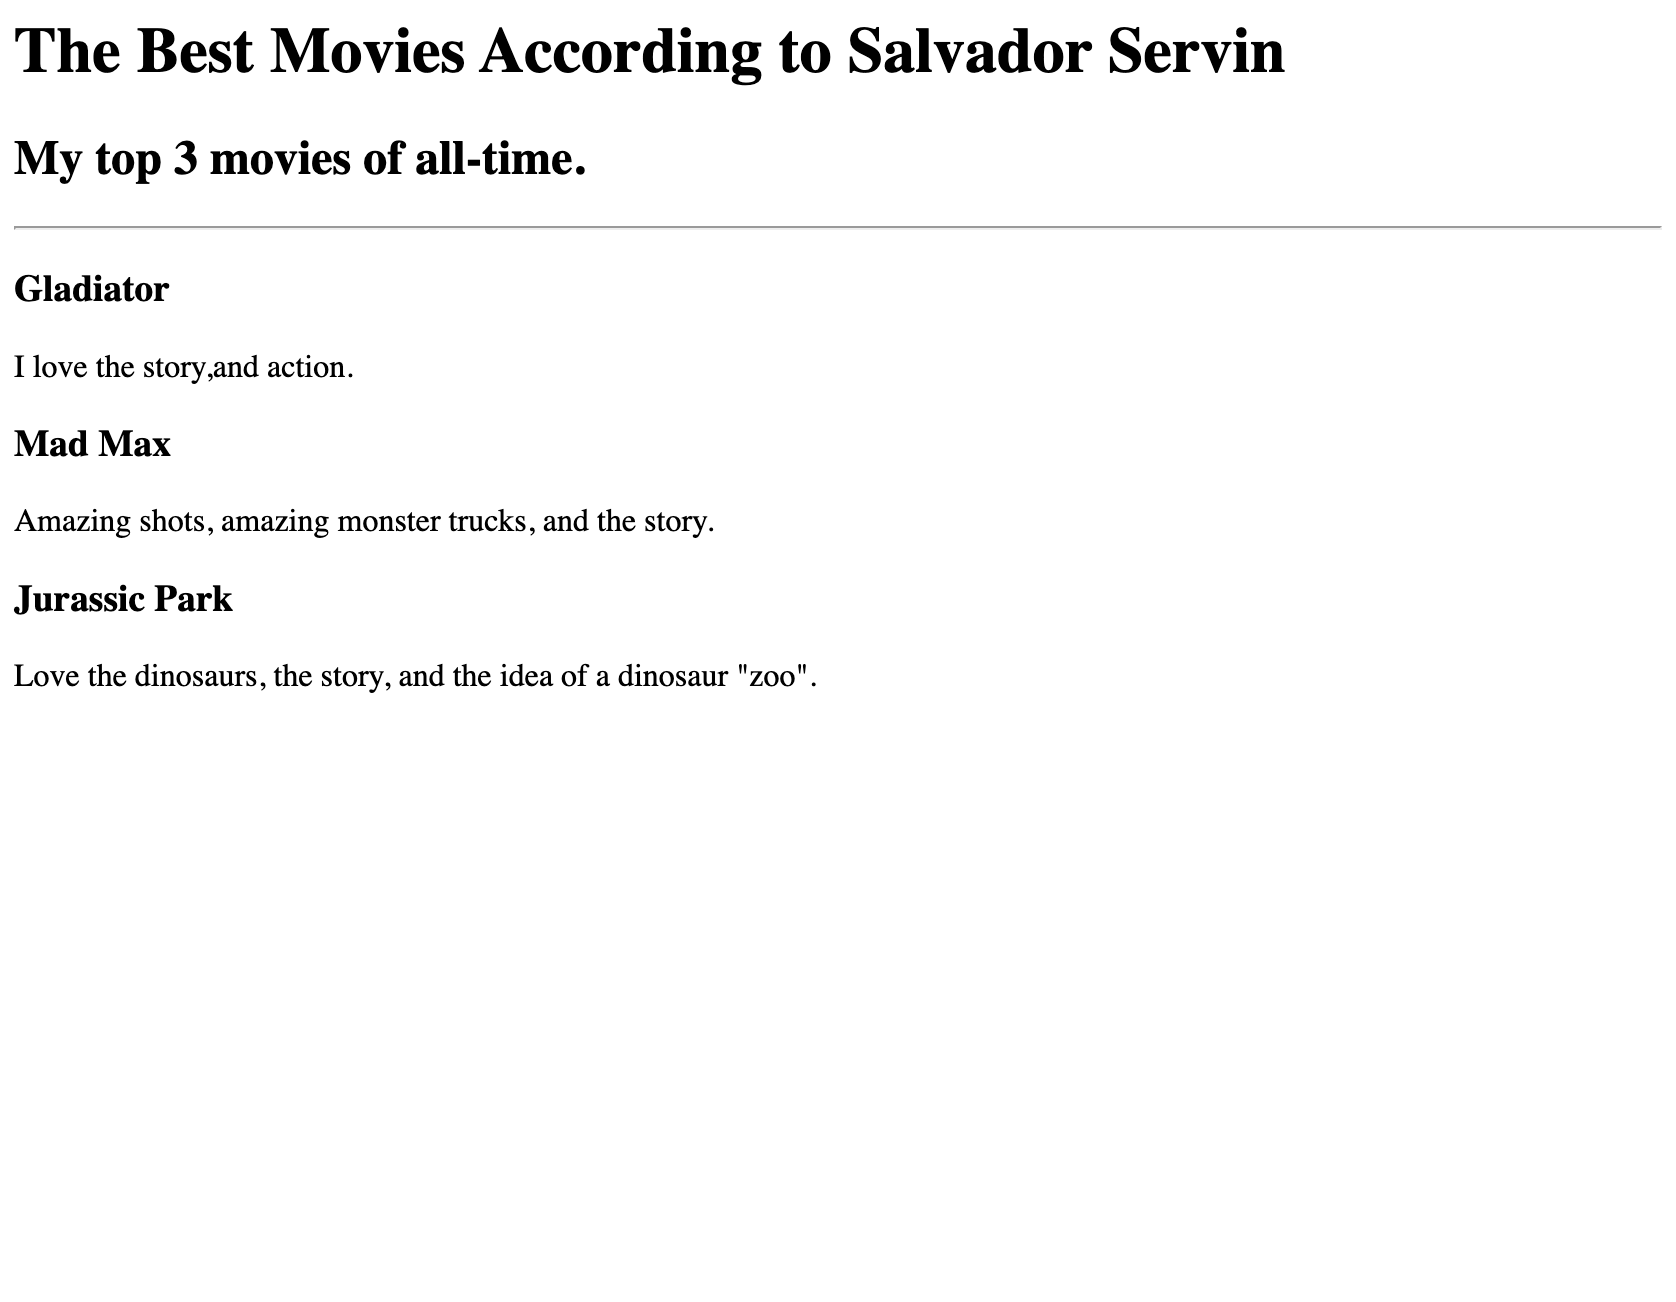 The Best Movies According to Salvador Servin
My top 3 movies of all-time.
Gladiator
I love the story,and action.
Mad Max
Amazing shots, amazing monster trucks, and the story.
Jurassic Park
Love the dinosaurs, the story, and the idea of a dinosaur "zoo".